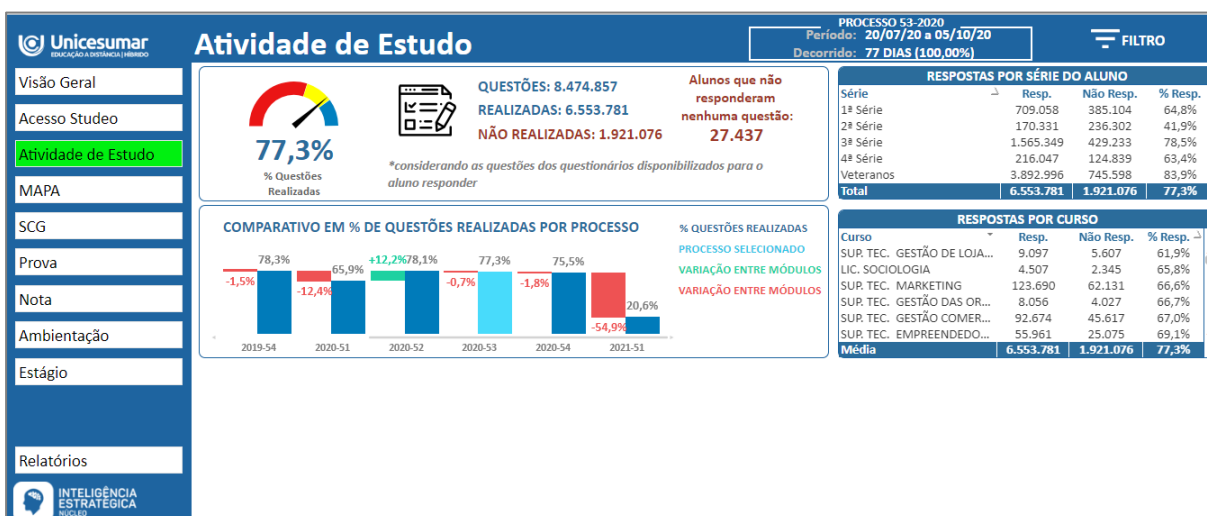 Unicesumar
EDUCAÇÃO A DISTÂNCIA | HÍBRIDO
Atividade de Estudo
PROCESSO 53-2020
Período: 20/07/20 a 05/10/20
Decorrido: 77 DIAS (100,00%)
FILTRO
Visão Geral
Acesso Studeo
Atividade de Estudo
MAPA
SCG
Prova
Nota
Ambientação
Estágio
Relatórios
INTELIGÊNCIA
ESTRATÉGICA
NÚCLEO
77,3%
% Questões
Realizadas
QUESTÕES: 8.474.857
REALIZADAS: 6.553.781
NÃO REALIZADAS: 1.921.076
Alunos que não
responderam
nenhuma questão:
27.437
*considerando as questões dos questionários disponibilizados para o
aluno responder
COMPARATIVO EM % DE QUESTÕES REALIZADAS POR PROCESSO
% QUESTÕES REALIZADAS
PROCESSO SELECIONADO
VARIAÇÃO ENTRE MÓDULOS
VARIAÇÃO ENTRE MÓDULOS
-1,5% 78,3% -12,4% 65,9% +12,2% 78,1% -0,7% 77,3% -1,8% 75,5% -54,9% 20,6%
2019-54 2020-51 2020-52 2020-53 2020-54 2021-51
RESPOSTAS POR SÉRIE DO ALUNO
Série Resp. Não Resp. % Resp.
1ª Série 709.058 385.104 64,8%
2ª Série 170.331 236.302 41,9%
3ª Série 1.565.349 429.233 78,5%
4ª Série 216.047 124.839 63,4%
Veteranos 3.892.996 745.598 83,9%
Total 6.553.781 1.921.076 77,3%
RESPOSTAS POR CURSO
Curso Resp. Não Resp. % Resp.
SUP. TEC. GESTÃO DE LOJA... 9.097 5.607 61,9%
LIC. SOCIOLOGIA 4.507 2.345 65,8%
SUP. TEC. MARKETING 123.690 62.131 66,6%
SUP. TEC. GESTÃO DAS OR... 8.056 4.027 66,7%
SUP. TEC. GESTÃO COMER... 92.674 45.617 67,0%
SUP. TEC. EMPREENDEDO... 55.961 25.075 69,1%
Média 6.553.781 1.921.076 77,3%